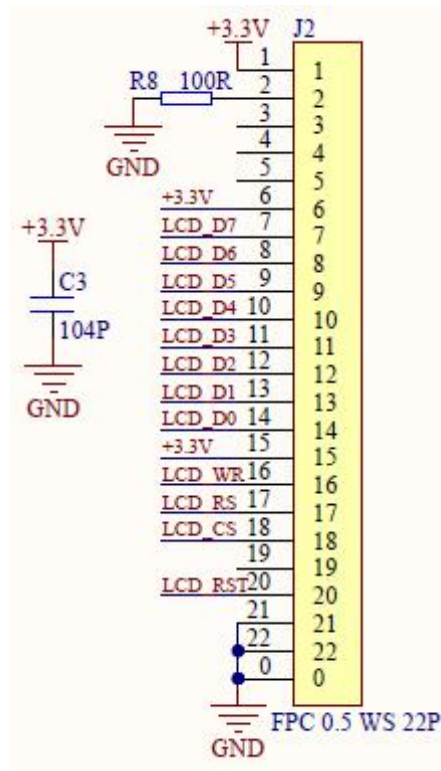 +3.3V J2
1 1
R8 100R 2 2
3 3
4 4
GND 5 5
+3.3V 6 6
LCD_D7 7 7
LCD_D6 8 8
LCD_D5 9 9
LCD_D4 10 10
LCD_D3 11 11
LCD_D2 12 12
LCD_D1 13 13
LCD_D0 14 14
+3.3V 15 15
LCD_WR 16 16
LCD_RS 17 17
LCD_CS 18 18
19 19
LCD_RST 20 20
21 21
22 22
0 0
FPC 0.5 WS 22P
GND
+3.3V
C3
104P
GND